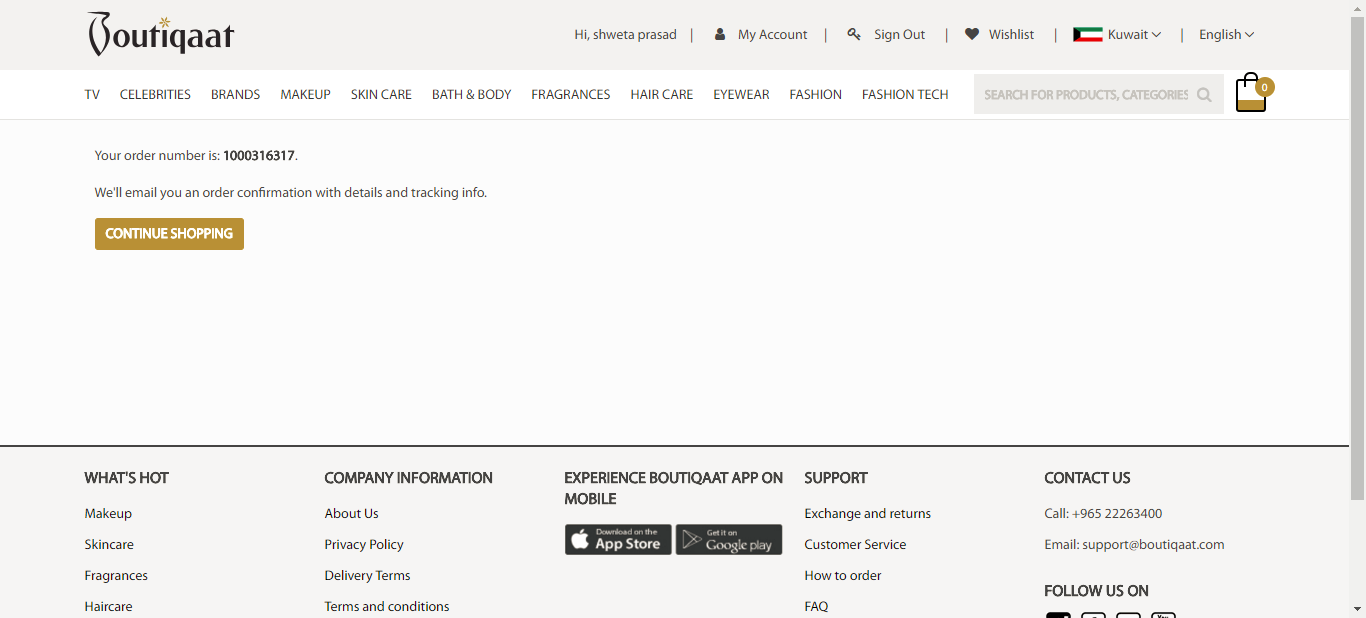 Boutiqaat
Hi, shweta prasad | My Account | Sign Out | Wishlist | Kuwait | English
TV CELEBRITIES BRANDS MAKEUP SKIN CARE BATH & BODY FRAGRANCES HAIR CARE EYEWEAR FASHION FASHION TECH SEARCH FOR PRODUCTS, CATEGORIES 0
Your order number is: 1000316317.
We'll email you an order confirmation with details and tracking info.
CONTINUE SHOPPING
WHAT'S HOT
Makeup
Skincare
Fragrances
Haircare
COMPANY INFORMATION
About Us
Privacy Policy
Delivery Terms
Terms and conditions
EXPERIENCE BOUTIQAAT APP ON
MOBILE
Download on the
App Store
Get it on
Google play
SUPPORT
Exchange and returns
Customer Service
How to order
FAQ
CONTACT US
Call: +965 22263400
Email: support@boutiqaat.com
FOLLOW US ON